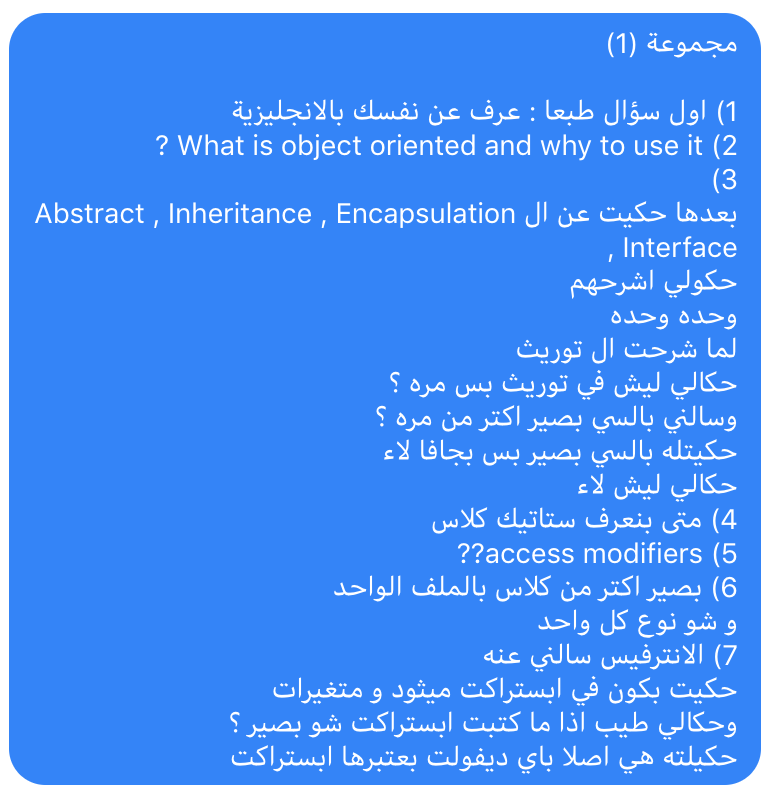 مجموعة (1)
1) اول سؤال طبعا : عرف عن نفسك بالانجليزية
2) What is object oriented and why to use it ?
3)
بعدها حكيت عن ال Abstract , Inheritance , Encapsulation
, Interface
حكولي اشرحهم
وحده وحده
لما شرحت ال توريث
حكالي ليش في توريث بس مره ؟
وسالني بالسي بصير اكتر من مره ؟
حكيتله بالسي بصير بس بجافا لاء
حكالي ليش لاء
4) متى بنعرف ستاتيك كلاس
5) access modifiers??
6) بصير اكتر من كلاس بالملف الواحد
و شو نوع كل واحد
7) الانترفيس سالني عنه
حكيت بكون في ابستراكت ميثود و متغيرات
وحكالي طيب اذا ما كتبت ابستراكت شو بصير ؟
حكيلته هي اصلا باي ديفولت بعتبرها ابستراكت